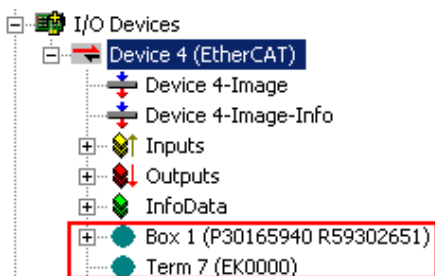 I/O Devices
Device 4 (EtherCAT)
Device 4-Image
Device 4-Image-Info
Inputs
Outputs
InfoData
Box 1 (P30165940 R59302651)
Term 7 (EK0000)